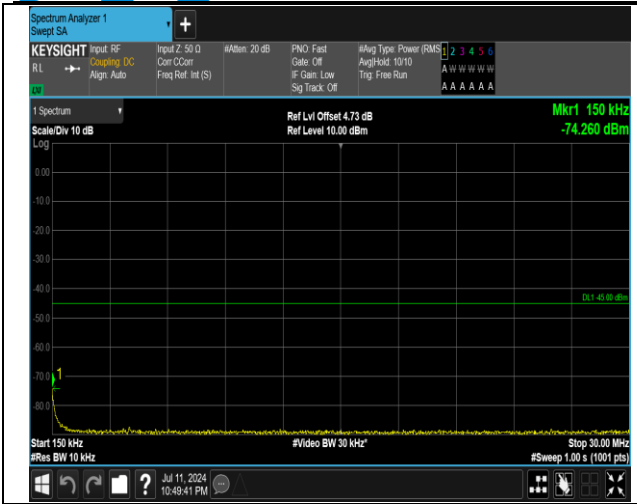 Spectrum Analyzer 1
Swept SA
+
KEYSIGHT
RL
LXI
Input: RF
Coupling: DC
Align: Auto
Input Z: 50 Ω
Corr CCorr
Freq Ref: Int (S)
#Atten: 20 dB
PNO: Fast
Gate: Off
IF Gain: Low
Sig Track: Off
#Avg Type: Power (RMS
Avg|Hold: 10/10
Trig: Free Run
1 2 3 4 5 6
A W W W W W
A A A A A A
1 Spectrum
Scale/Div 10 dB
Ref Lvl Offset 4.73 dB
Ref Level 10.00 dBm
Mkr1 150 kHz
-74.260 dBm
Log
0.00
-10.0
-20.0
-30.0
-40.0
DL1 -45.00 dBm
-50.0
-60.0
-70.0
1
-80.0
Start 150 kHz
#Video BW 30 kHz*
Stop 30.00 MHz
#Res BW 10 kHz
#Sweep 1.00 s (1001 pts)
?
Jul 11, 2024
10:49:41 PM